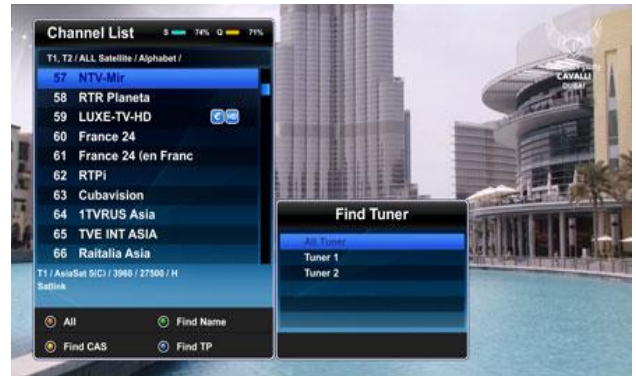 Channel List S 74% Q 71%
T1, T2 / ALL Satellite / Alphabet /
57 NTV-Mir
58 RTR Planeta
59 LUXE-TV-HD € HD
60 France 24
61 France 24 (en Franc
62 RTPi
63 Cubavision
64 1TVRUS Asia
65 TVE INT ASIA
66 Raitalia Asia
T1 / AsiaSat 5(C) / 3960 / 27500 / H
Satlink
All
Find Name
Find CAS
Find TP
Find Tuner
All Tuner
Tuner 1
Tuner 2
CAVALLI
DUBAI